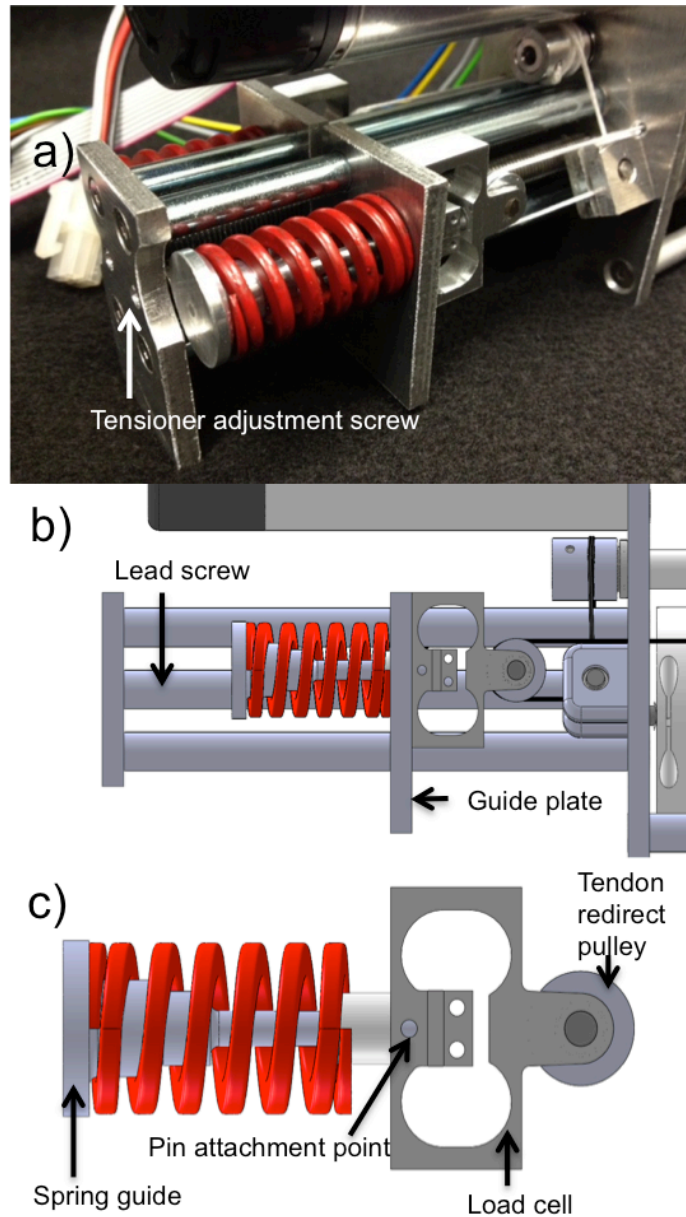 a)
Tensioner adjustment screw
b)
Lead screw
Guide plate
c)
Tendon
redirect
pulley
Pin attachment point
Spring guide
Load cell